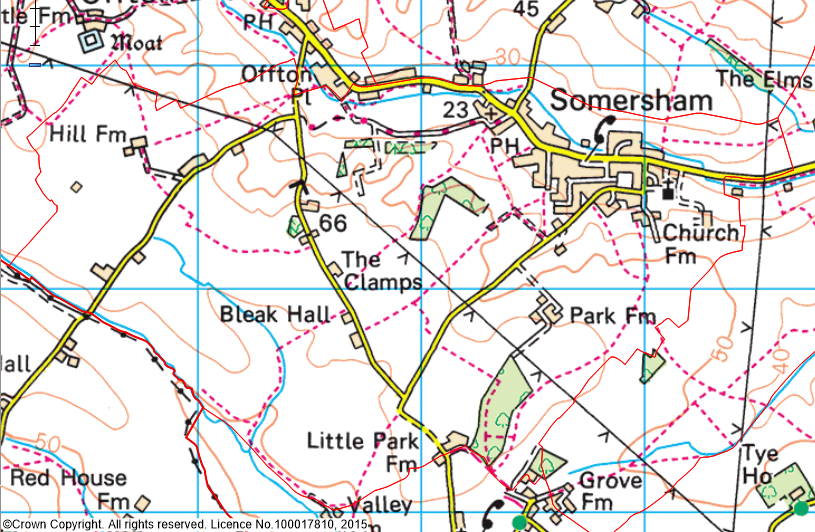 tle Fm
Moat
PH
45
30
Offton
The Elms
23
Somersham
Hill Fm
PH
66
Church
Fm
The
Clamps
Bleak Hall
Park Fm
50
40
Hall
Little Park
Fm
50
Red House
Fm
Grove
Fm
Tye
Ho
Valley
©Crown Copyright. All rights reserved. Licence No.100017810, 2015